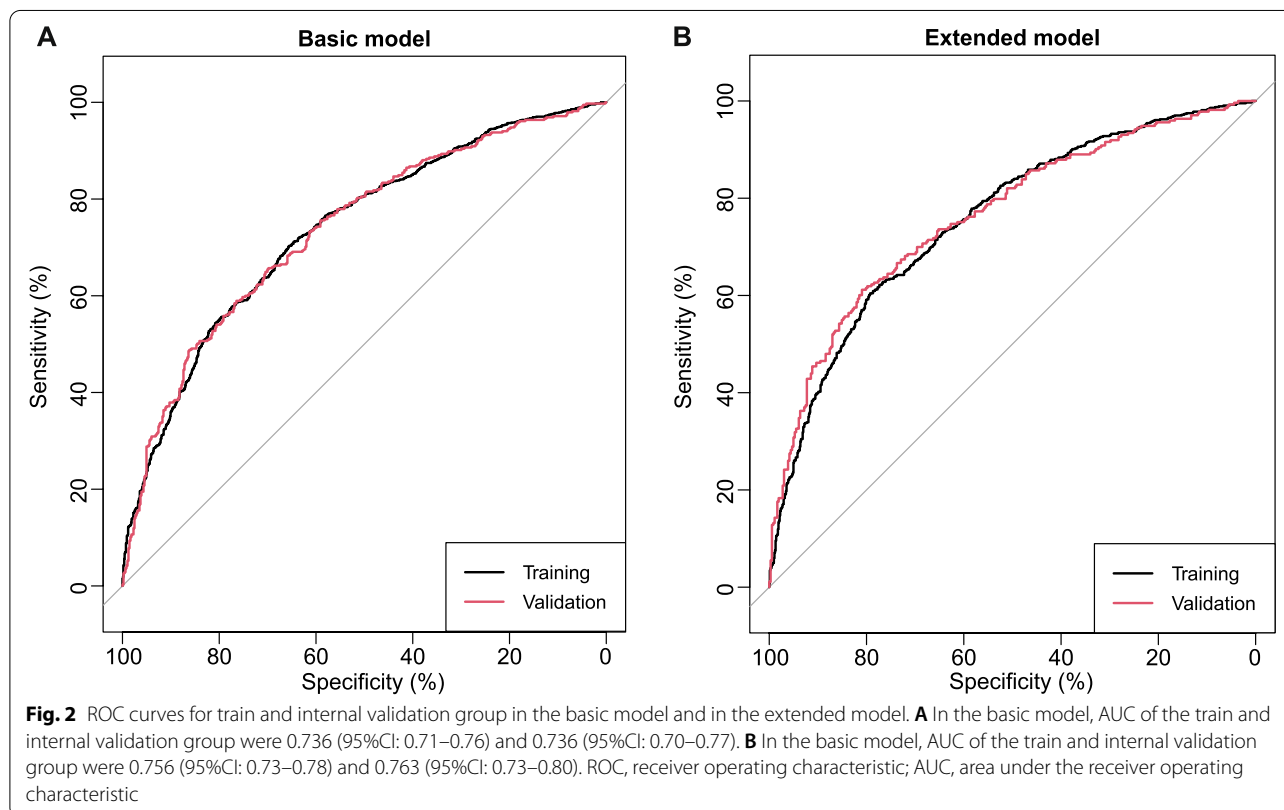 A
Basic model
Sensitivity (%)
100
80
60
40
20
0
Training
Validation
100 80 60 40 20 0
Specificity (%)
B
Extended model
Sensitivity (%)
100
80
60
40
20
0
Training
Validation
100 80 60 40 20 0
Specificity (%)
Fig. 2 ROC curves for train and internal validation group in the basic model and in the extended model. A In the basic model, AUC of the train and
internal validation group were 0.736 (95%CI: 0.71–0.76) and 0.736 (95%CI: 0.70–0.77). B In the basic model, AUC of the train and internal validation
group were 0.756 (95%CI: 0.73–0.78) and 0.763 (95%CI: 0.73–0.80). ROC, receiver operating characteristic; AUC, area under the receiver operating
characteristic